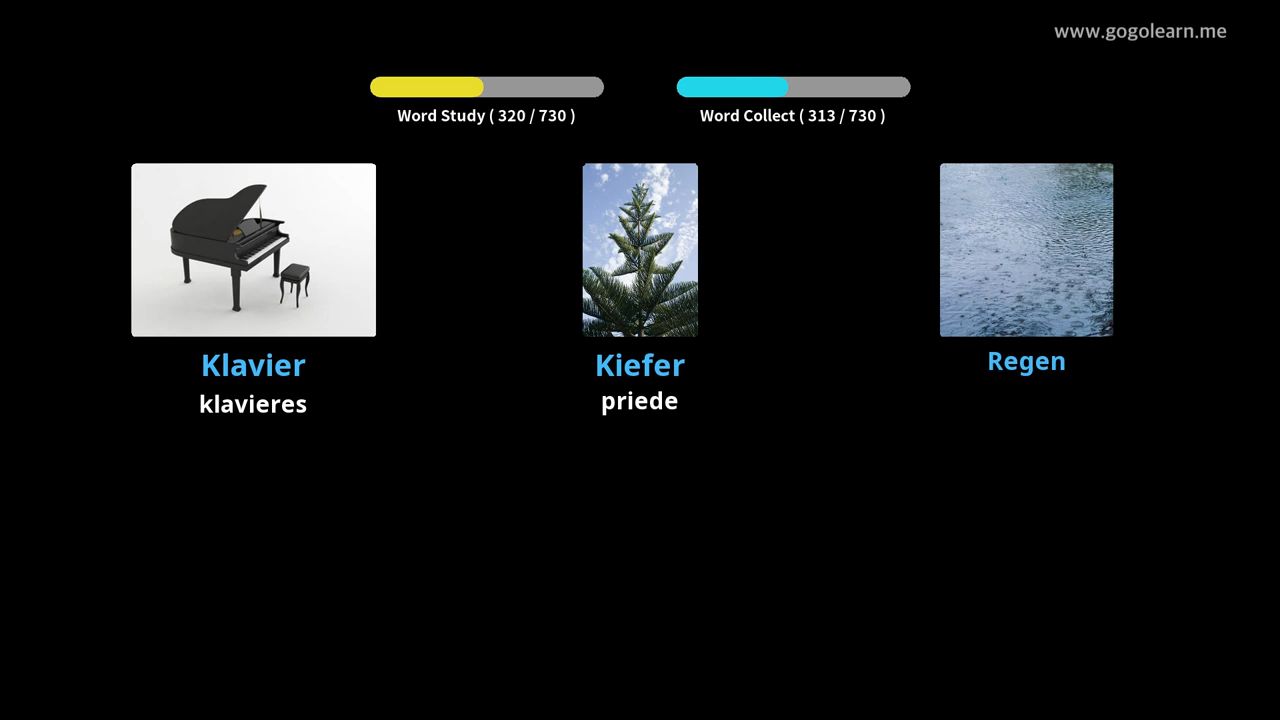 www.gogolearn.me
Word Study ( 320 / 730 )
Word Collect ( 313 / 730 )
Klavier
klavieres
Kiefer
priede
Regen